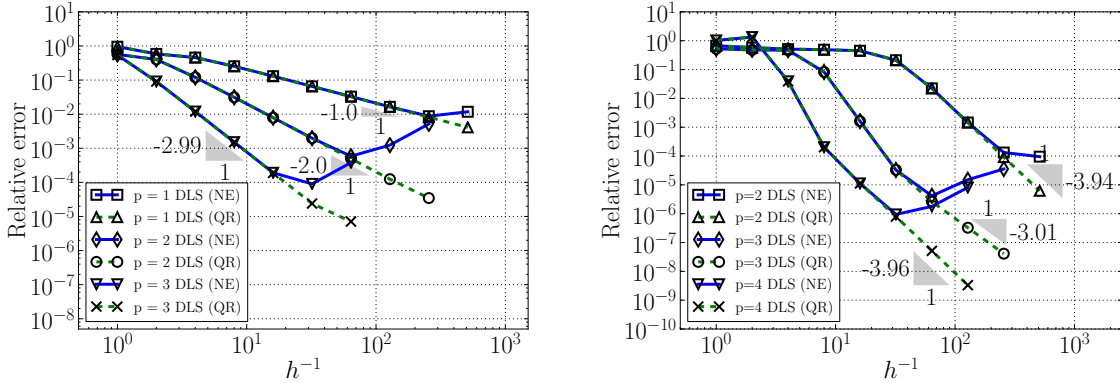 Relative error
10^1
10^0
10^-1
10^-2
10^-3
10^-4
10^-5
10^-6
10^-7
10^-8
-1.0
1
-2.99
1
-2.0
1
p = 1 DLS (NE)
p = 1 DLS (QR)
p = 2 DLS (NE)
p = 2 DLS (QR)
p = 3 DLS (NE)
p = 3 DLS (QR)
10^0
10^1
10^2
10^3
h^-1
Relative error
10^1
10^0
10^-1
10^-2
10^-3
10^-4
10^-5
10^-6
10^-7
10^-8
10^-9
10^-10
1
-3.94
1
-3.01
-3.96
1
p=2 DLS (NE)
p=2 DLS (QR)
p=3 DLS (NE)
p=3 DLS (QR)
p=4 DLS (NE)
p=4 DLS (QR)
10^0
10^1
10^2
10^3
h^-1